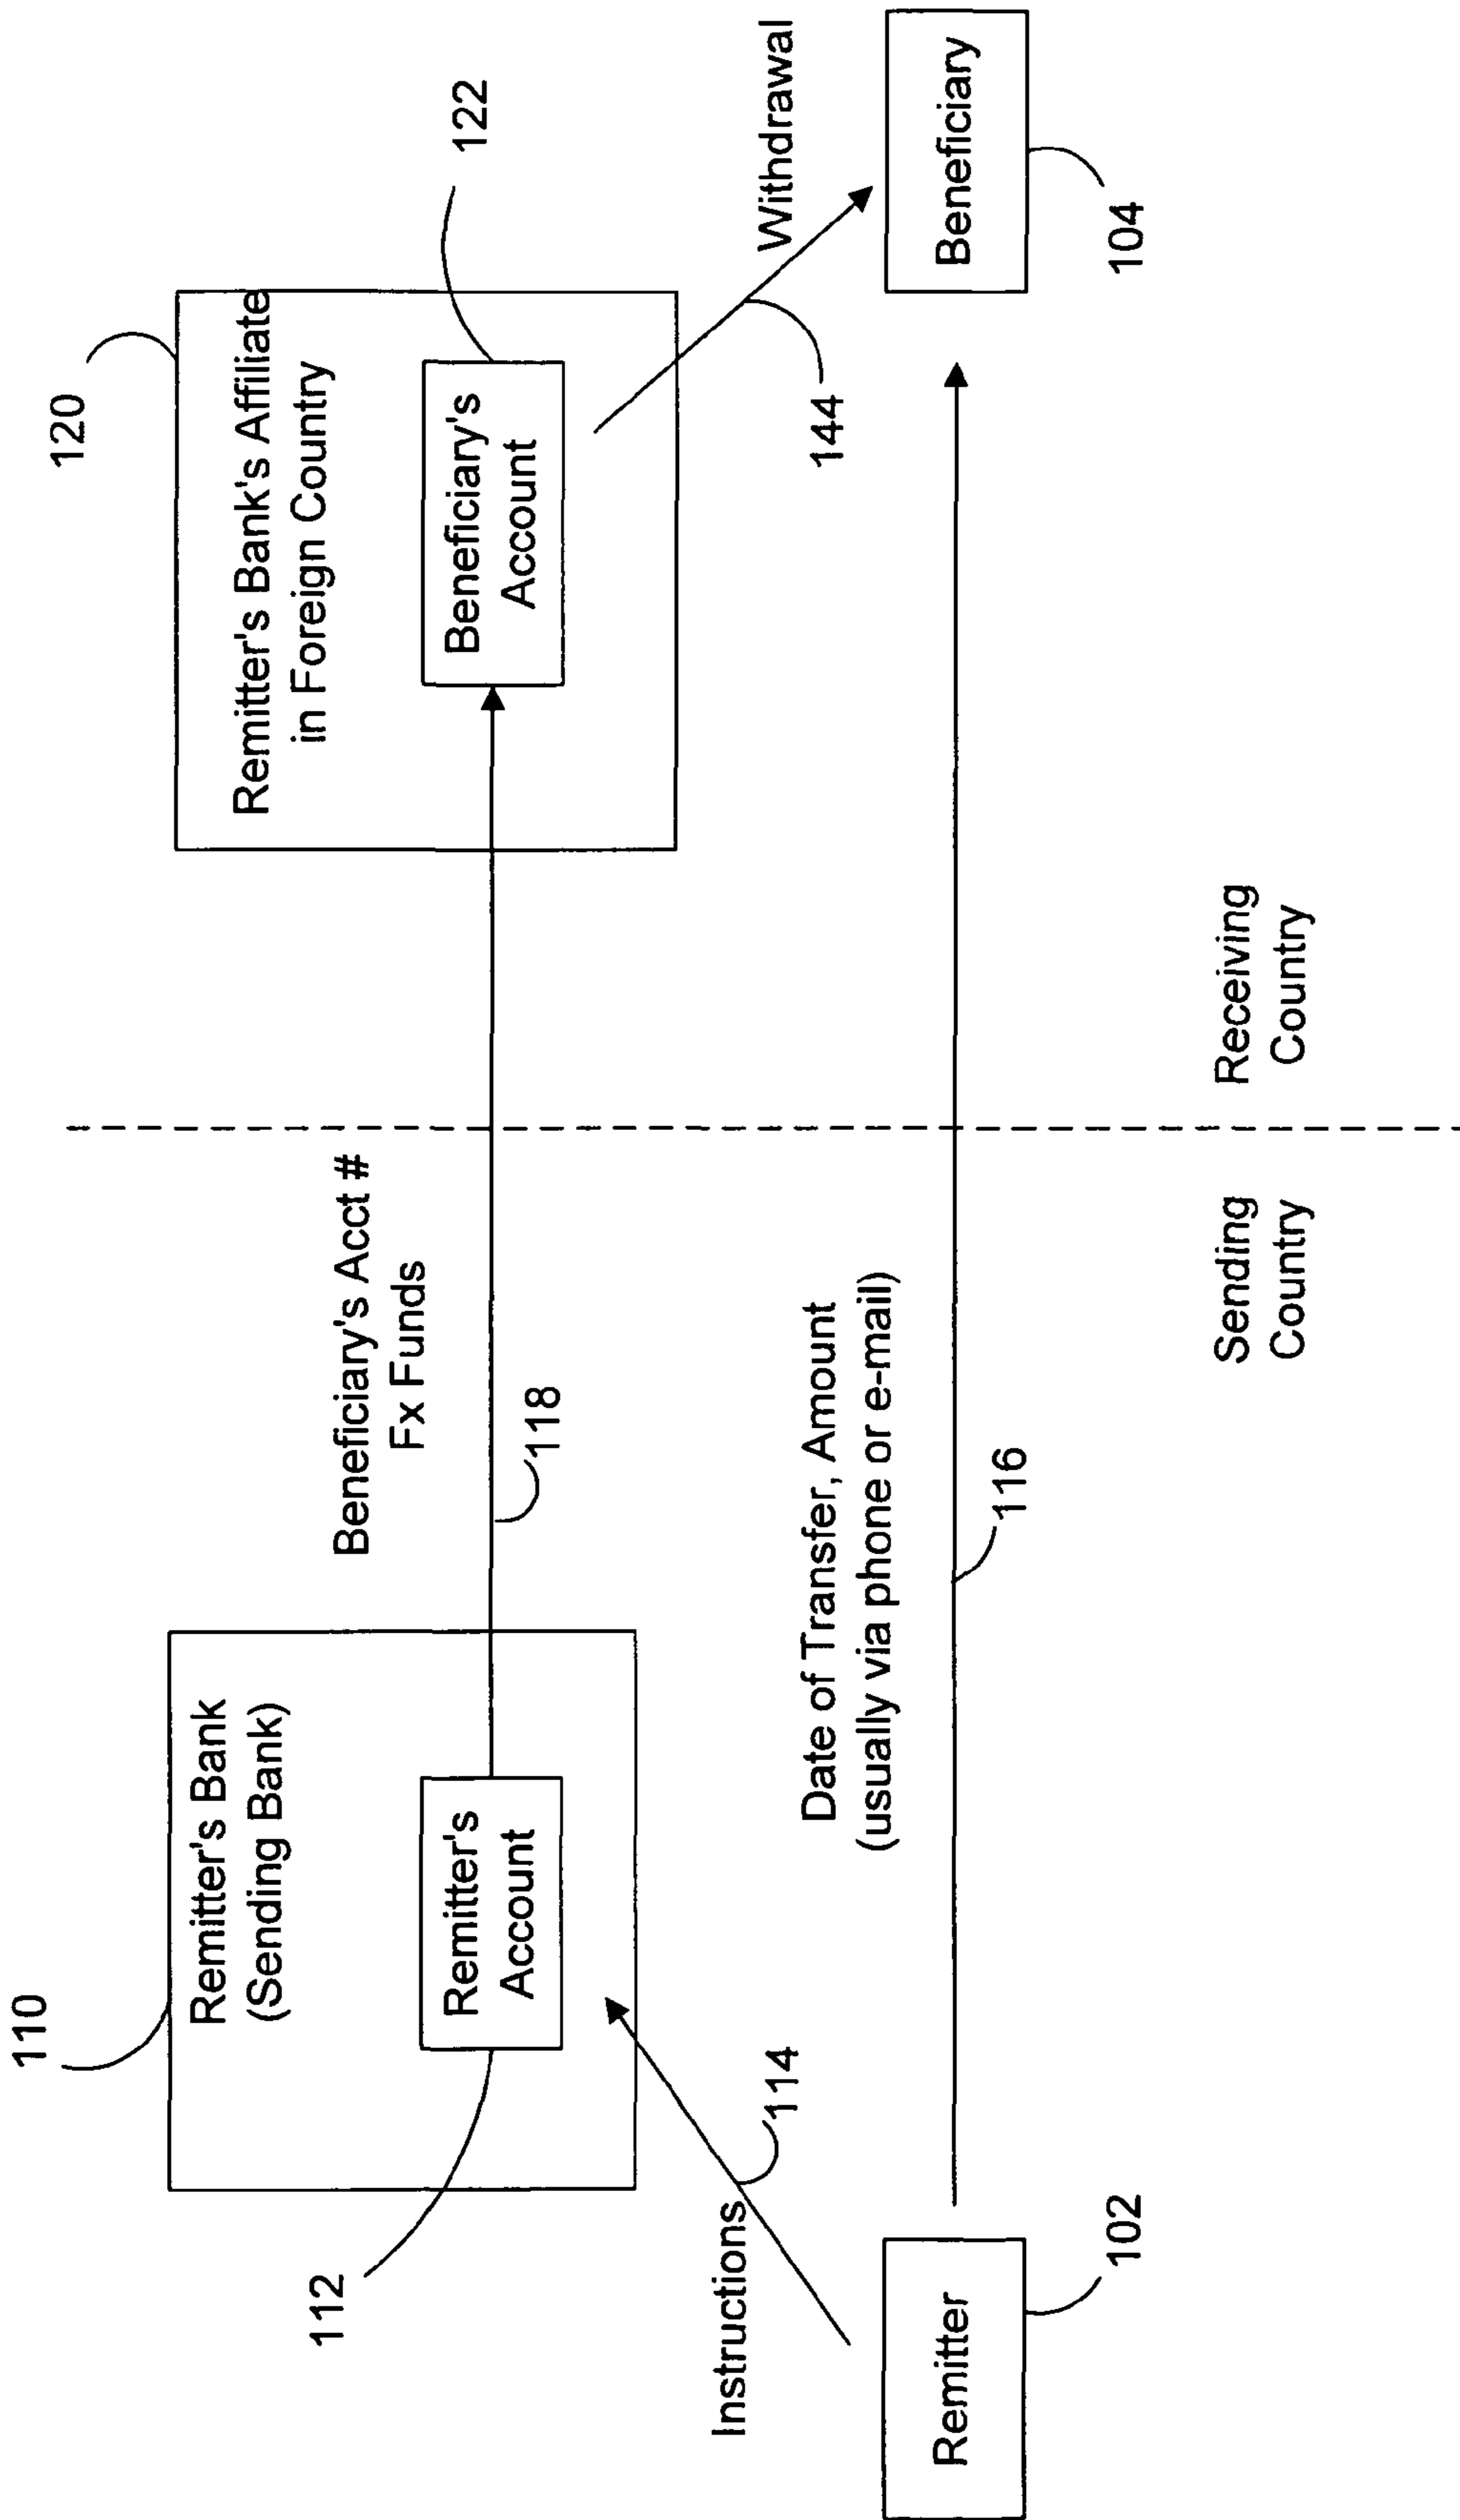 110
Remitter's Bank
(Sending Bank)
112
Remitter's
Account
Instructions
114
Remitter
102
Beneficiary's Acct #
Fx Funds
118
Date of Transfer, Amount
(usually via phone or e-mail)
116
Sending
Country
Receiving
Country
120
Remitter's Bank's Affiliate
in Foreign Country
122
Beneficiary's
Account
Withdrawal
144
Beneficiary
104